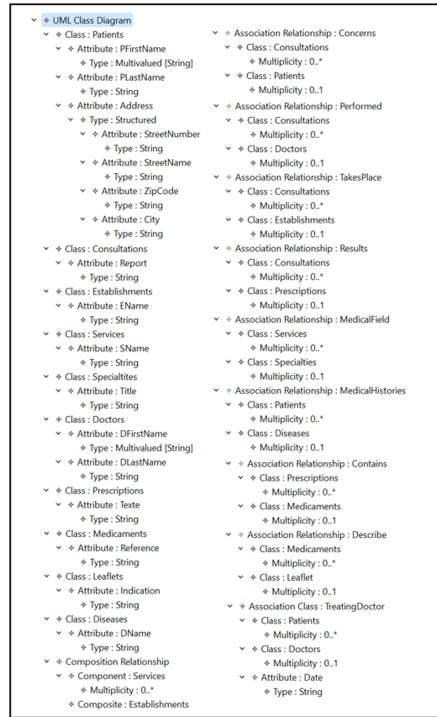 UML Class Diagram
Class : Patients
Attribute : PFirstName
Type : Multivalued [String]
Attribute : PLastName
Type : String
Attribute : Address
Type : Structured
Attribute : StreetNumber
Type : String
Attribute : StreetName
Type : String
Attribute : ZipCode
Type : String
Attribute : City
Type : String
Class : Consultations
Attribute : Report
Type : String
Class : Establishments
Attribute : EName
Type : String
Class : Services
Attribute : SName
Type : String
Class : Specialtites
Attribute : Title
Type : String
Class : Doctors
Attribute : DFirstName
Type : Multivalued [String]
Attribute : DLastName
Type : String
Class : Prescriptions
Attribute : Texte
Type : String
Class : Medicaments
Attribute : Reference
Type : String
Class : Leaflets
Attribute : Indication
Type : String
Class : Diseases
Attribute : DName
Type : String
Composition Relationship
Component : Services
Multiplicity : 0..*
Composite : Establishments
Association Relationship : Concerns
Class : Consultations
Multiplicity : 0..*
Class : Patients
Multiplicity : 0..1
Association Relationship : Performed
Class : Consultations
Multiplicity : 0..*
Class : Doctors
Multiplicity : 0..1
Association Relationship : TakesPlace
Class : Consultations
Multiplicity : 0..*
Class : Establishments
Multiplicity : 0..1
Association Relationship : Results
Class : Consultations
Multiplicity : 0..*
Class : Prescriptions
Multiplicity : 0..1
Association Relationship : MedicalField
Class : Services
Multiplicity : 0..*
Class : Specialties
Multiplicity : 0..1
Association Relationship : MedicalHistories
Class : Patients
Multiplicity : 0..*
Class : Diseases
Multiplicity : 0..1
Association Relationship : Contains
Class : Prescriptions
Multiplicity : 0..*
Class : Medicaments
Multiplicity : 0..1
Association Relationship : Describe
Class : Medicaments
Multiplicity : 0..*
Class : Leaflet
Multiplicity : 0..1
Association Class : TreatingDoctor
Class : Patients
Multiplicity : 0..*
Class : Doctors
Multiplicity : 0..1
Attribute : Date
Type : String